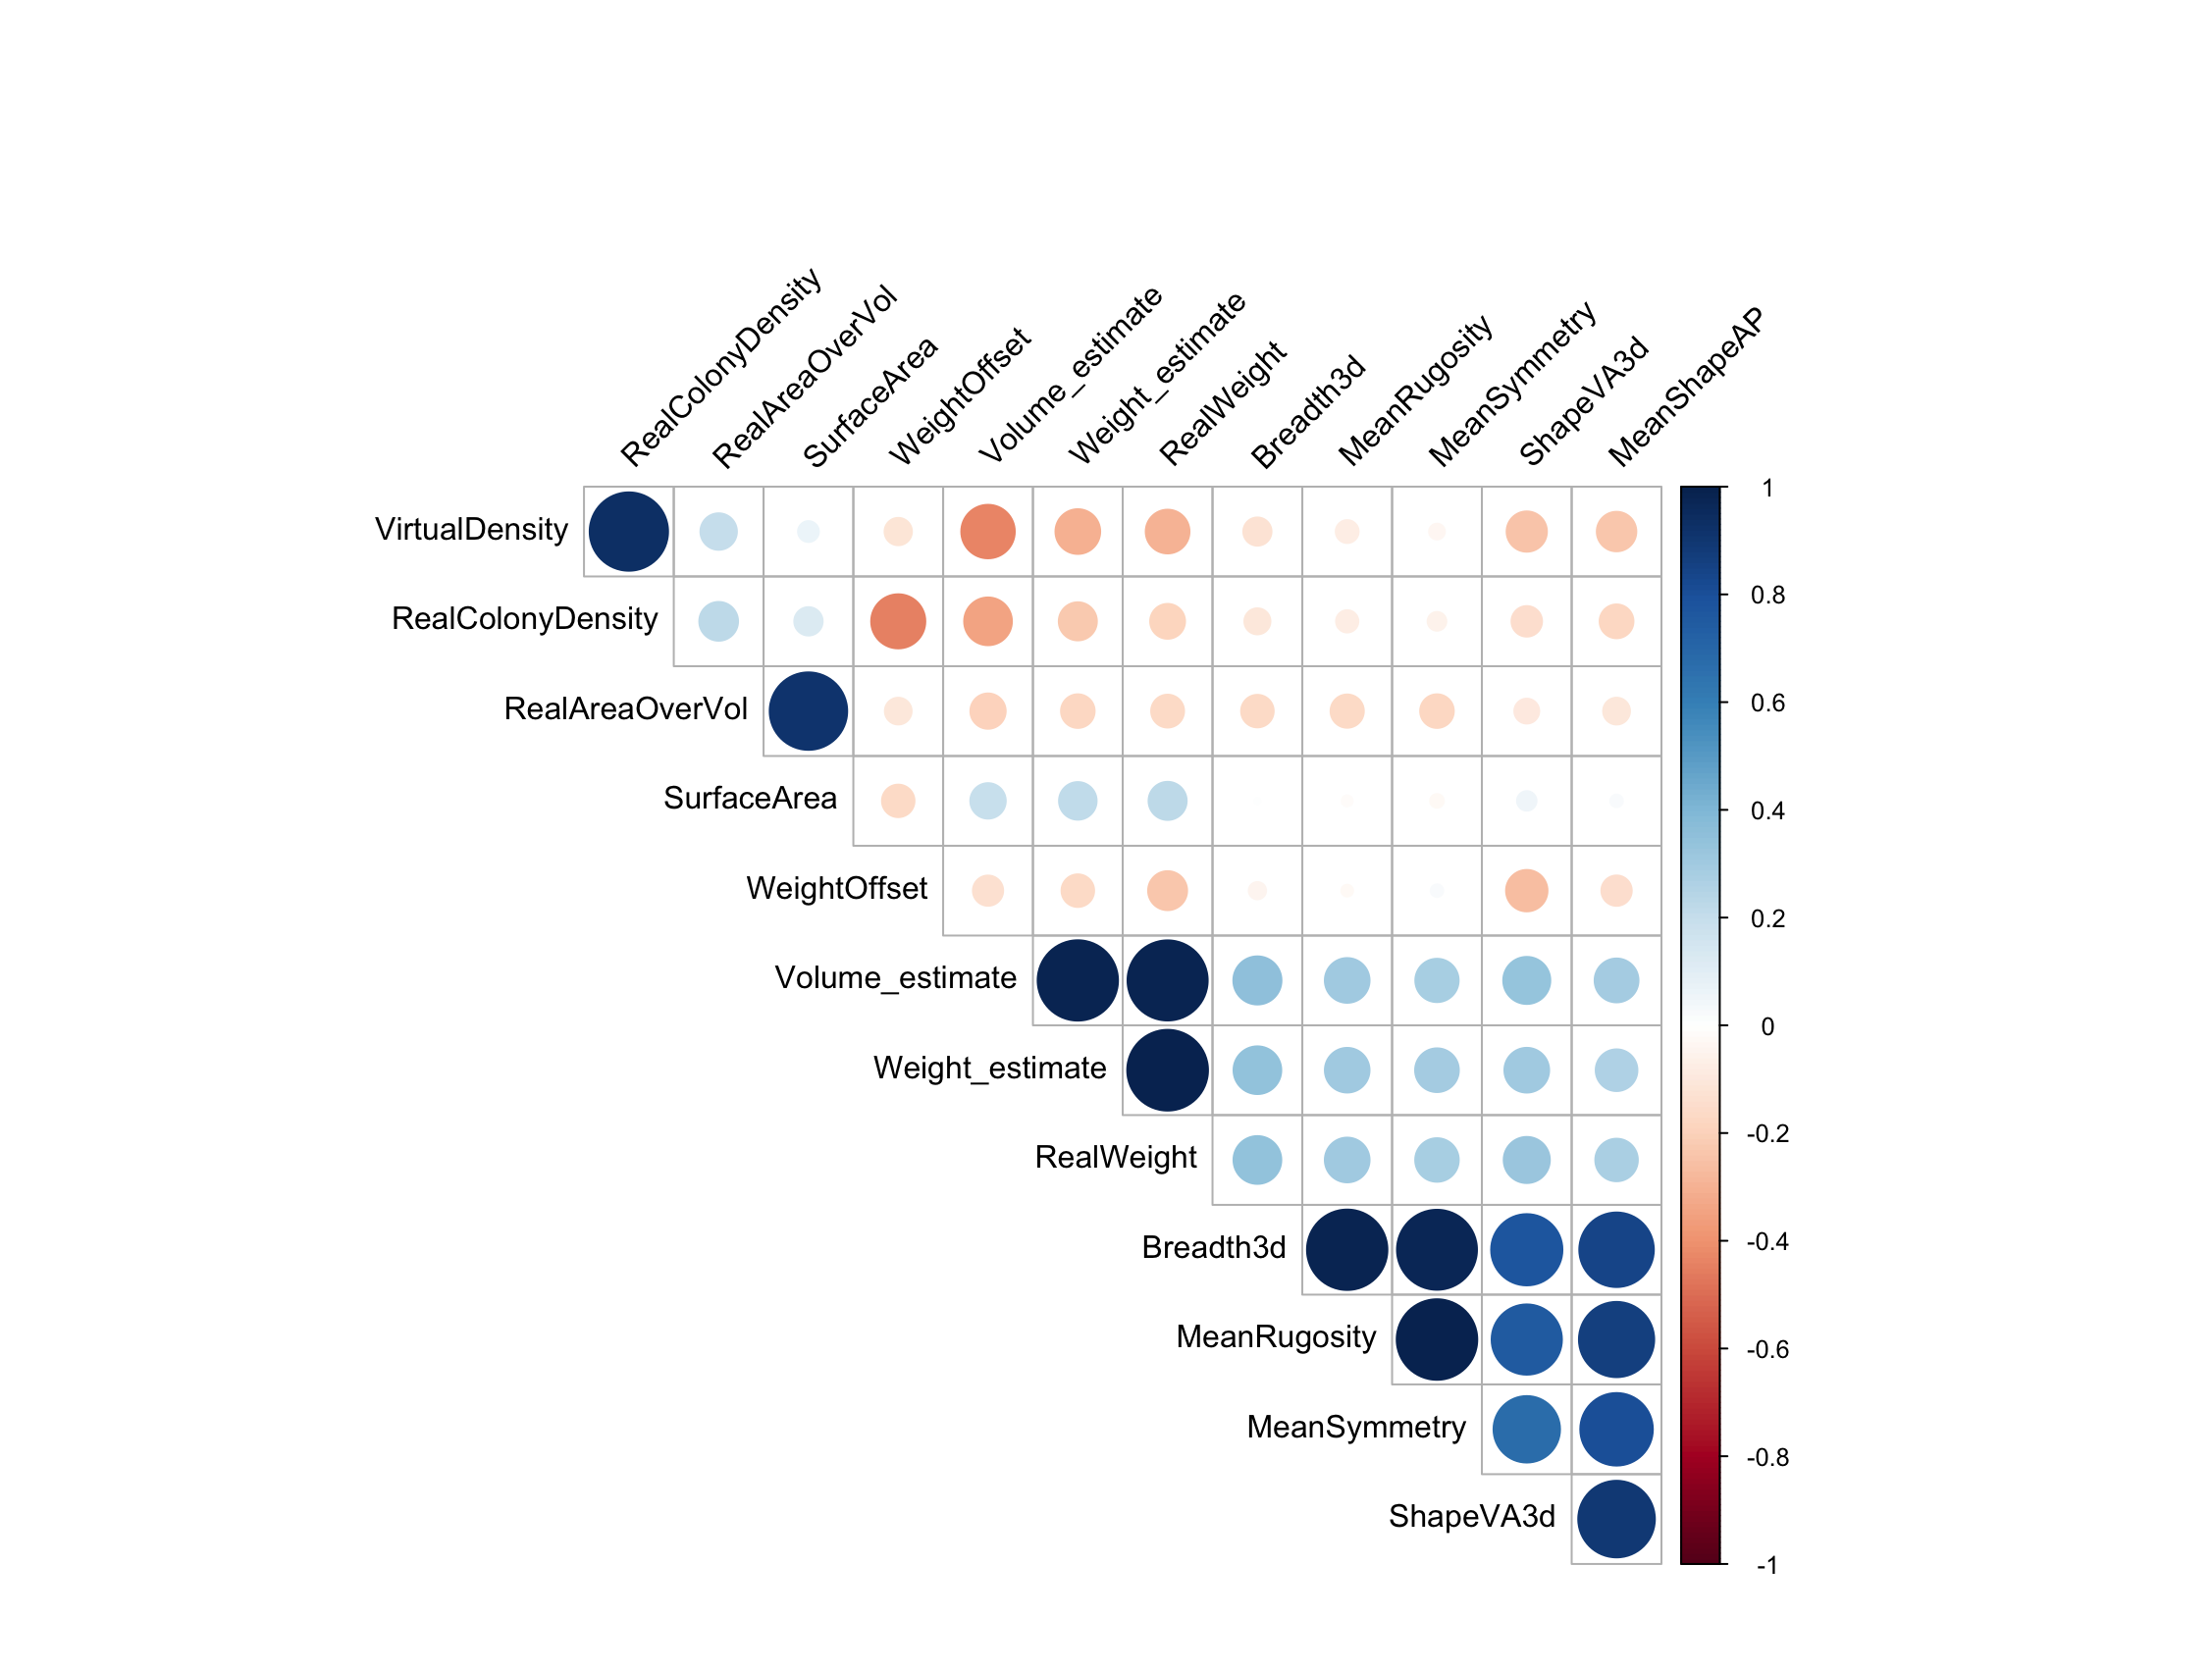 RealColonyDensity
RealAreaOverVol
SurfaceArea
WeightOffset
Volume_estimate
Weight_estimate
RealWeight
Breadth3d
MeanRugosity
MeanSymmetry
ShapeVA3d
MeanShapeAP
VirtualDensity
RealColonyDensity
RealAreaOverVol
SurfaceArea
WeightOffset
Volume_estimate
Weight_estimate
RealWeight
Breadth3d
MeanRugosity
MeanSymmetry
ShapeVA3d
1
0.8
0.6
0.4
0.2
0
-0.2
-0.4
-0.6
-0.8
-1